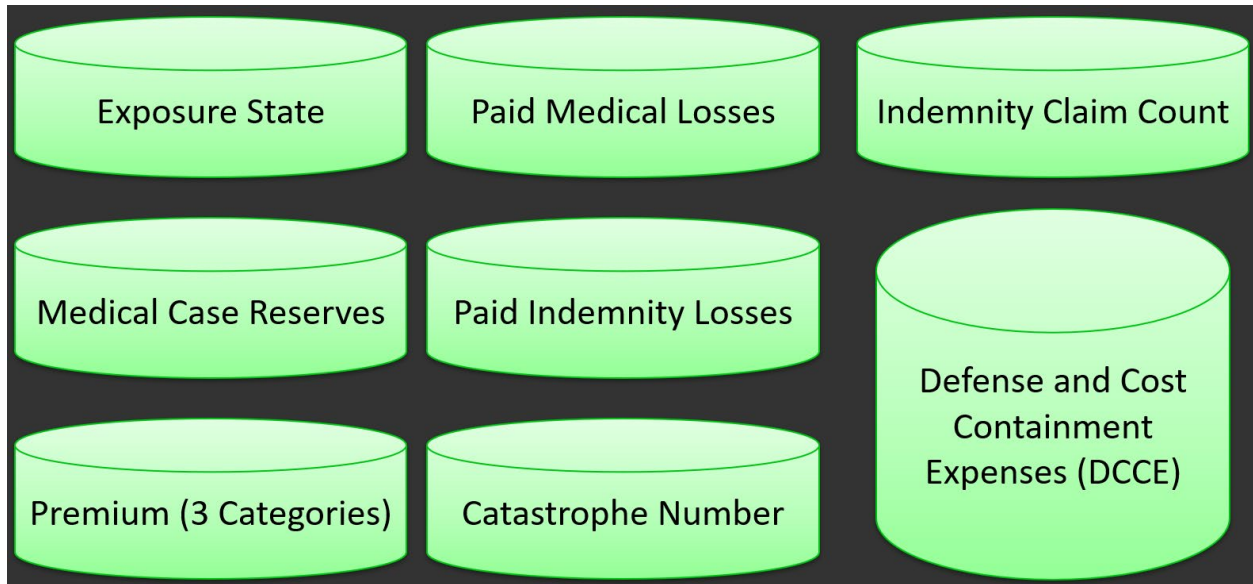 Exposure State
Paid Medical Losses
Indemnity Claim Count
Medical Case Reserves
Paid Indemnity Losses
Defense and Cost
Containment
Expenses (DCCE)
Premium (3 Categories)
Catastrophe Number